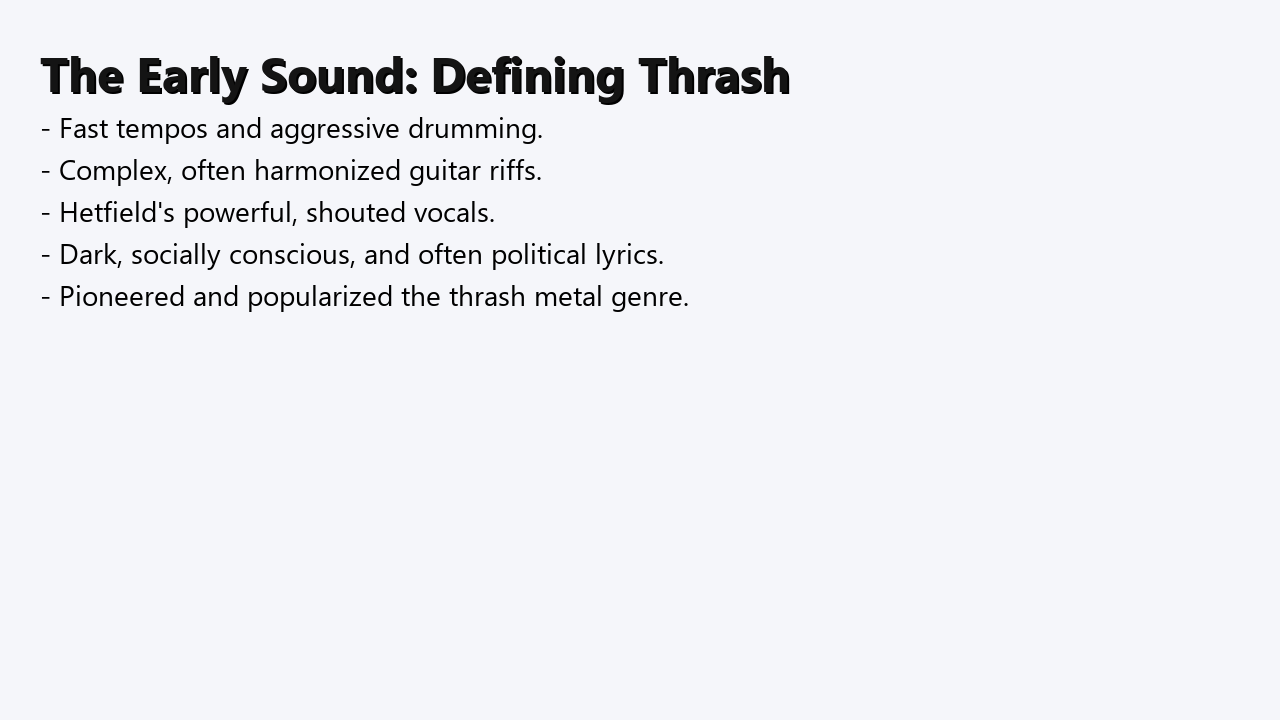 The Early Sound: Defining Thrash
- Fast tempos and aggressive drumming.
- Complex, often harmonized guitar riffs.
- Hetfield's powerful, shouted vocals.
- Dark, socially conscious, and often political lyrics.
- Pioneered and popularized the thrash metal genre.